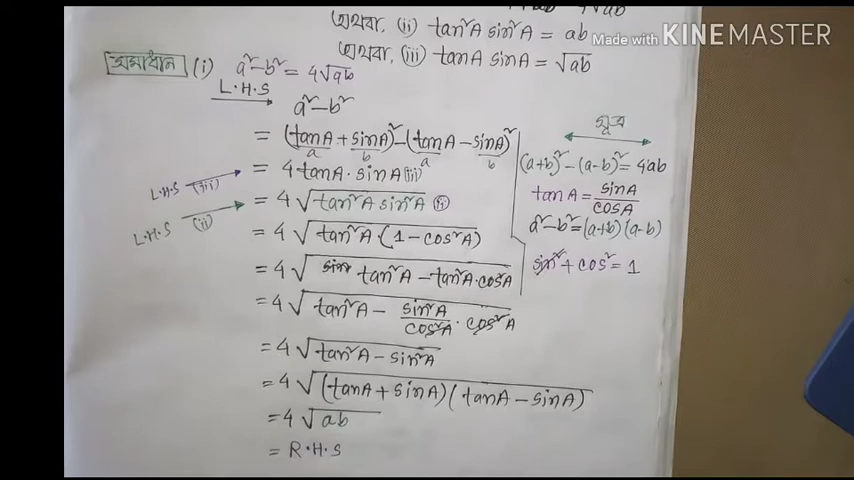 অথবা, (ii) tan²A sin²A = ab
Made with KINEMASTER
অথবা, (iii) tanA sinA = √ab
সমাধান (i) a²-b² = 4√ab
L.H.S
a²-b²
= (tanA + sinA)² - (tanA - sinA)²
a b a b
= 4 tanA · sinA (iii)
L.H.S (iii)
= 4√tan²A sin²A (ii)
L.H.S (ii)
= 4√tan²A · (1 - cos²A)
= 4√tan²A - tan²A · cos²A
= 4√tan²A - sin²A/cos²A · cos²A
= 4√tan²A - sin²A
= 4√(tanA + sinA)(tanA - sinA)
= 4√ab
= R.H.S
সূত্র
(a+b)² - (a-b)² = 4ab
tanA = sinA/cosA
a²-b² = (a+b)(a-b)
sin² + cos² = 1